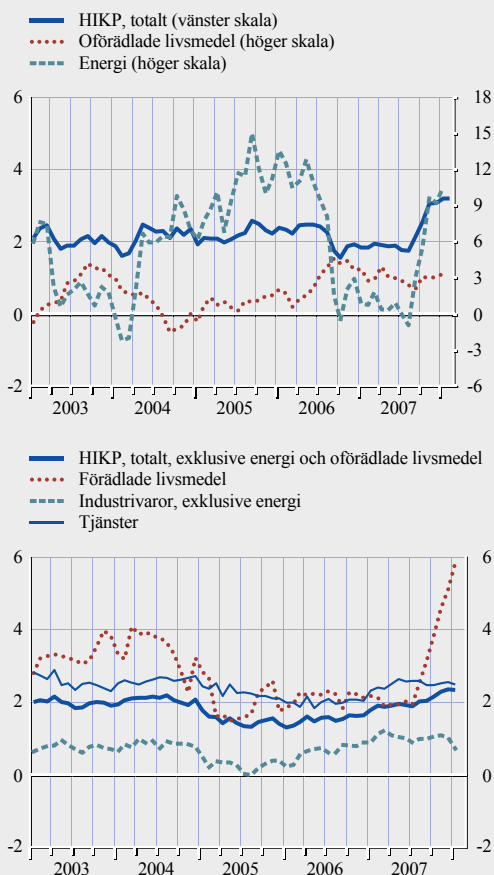 HIKP, totalt (vänster skala)
Oförädlade livsmedel (höger skala)
Energi (höger skala)
6 18
15
4 12
9
2 6
3
0 0
-3
-2 -6
2003 2004 2005 2006 2007
HIKP, totalt, exklusive energi och oförädlade livsmedel
Förädlade livsmedel
Industrivaror, exklusive energi
Tjänster
6 6
4 4
2 2
0 0
-2 -2
2003 2004 2005 2006 2007